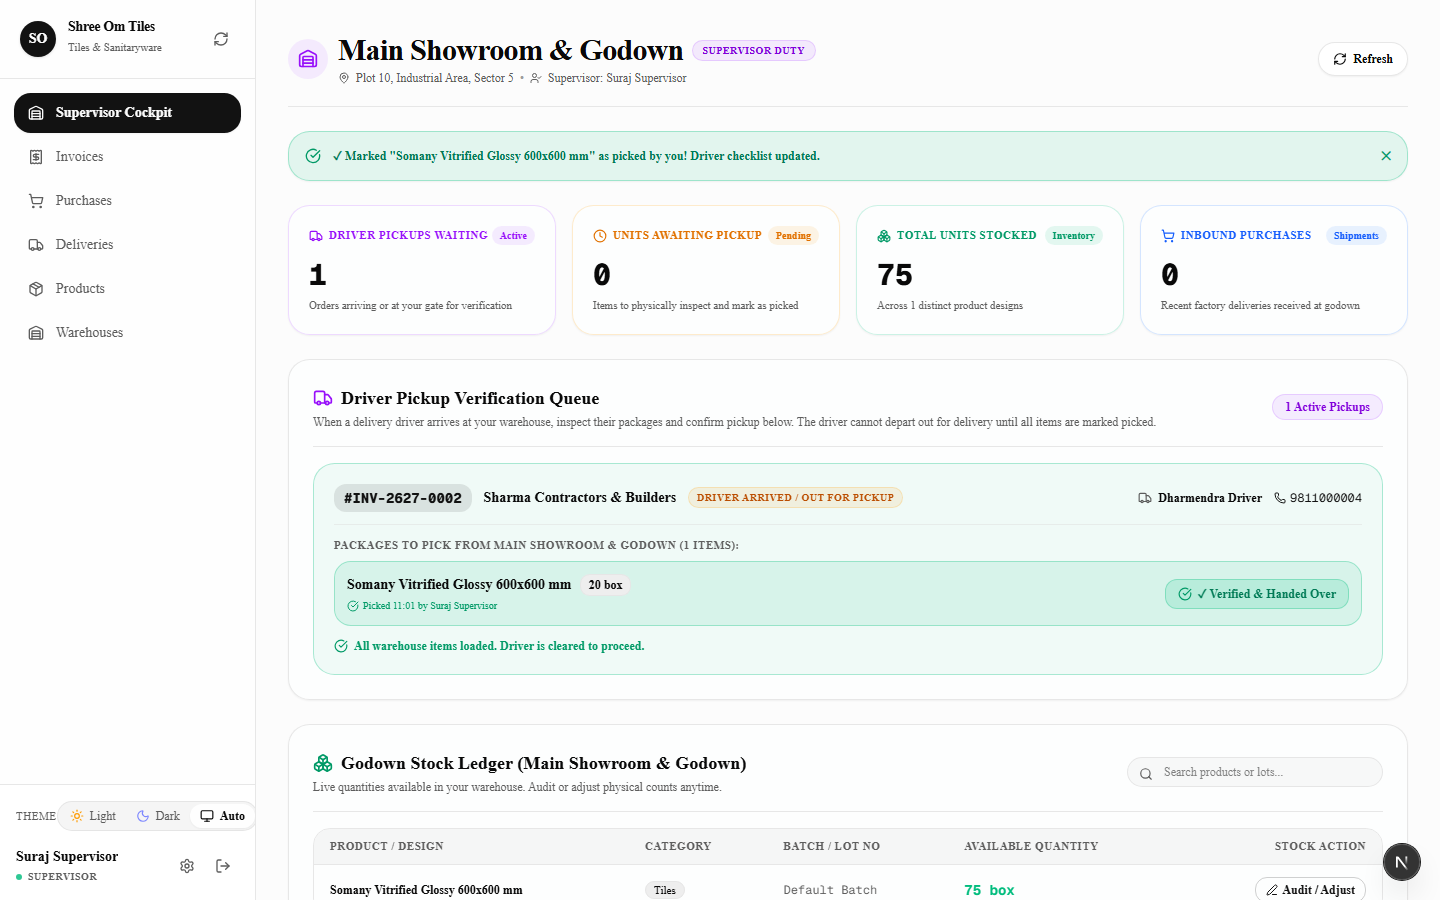 SO
Shree Om Tiles
Tiles & Sanitaryware
Supervisor Cockpit
Invoices
Purchases
Deliveries
Products
Warehouses
THEME
Light
Dark
Auto
Suraj Supervisor
SUPERVISOR
Main Showroom & Godown
SUPERVISOR DUTY
Plot 10, Industrial Area, Sector 5 • Supervisor: Suraj Supervisor
Refresh
✓ Marked "Somany Vitrified Glossy 600x600 mm" as picked by you! Driver checklist updated.
DRIVER PICKUPS WAITING
Active
1
Orders arriving or at your gate for verification
UNITS AWAITING PICKUP
Pending
0
Items to physically inspect and mark as picked
TOTAL UNITS STOCKED
Inventory
75
Across 1 distinct product designs
INBOUND PURCHASES
Shipments
0
Recent factory deliveries received at godown
Driver Pickup Verification Queue
When a delivery driver arrives at your warehouse, inspect their packages and confirm pickup below. The driver cannot depart out for delivery until all items are marked picked.
1 Active Pickups
#INV-2627-0002
Sharma Contractors & Builders
DRIVER ARRIVED / OUT FOR PICKUP
Dharmendra Driver
9811000004
PACKAGES TO PICK FROM MAIN SHOWROOM & GODOWN (1 ITEMS):
Somany Vitrified Glossy 600x600 mm
20 box
Picked 11:01 by Suraj Supervisor
✓ Verified & Handed Over
All warehouse items loaded. Driver is cleared to proceed.
Godown Stock Ledger (Main Showroom & Godown)
Live quantities available in your warehouse. Audit or adjust physical counts anytime.
Search products or lots...
PRODUCT / DESIGN
CATEGORY
BATCH / LOT NO
AVAILABLE QUANTITY
STOCK ACTION
Somany Vitrified Glossy 600x600 mm
Tiles
Default Batch
75 box
Audit / Adjust
N